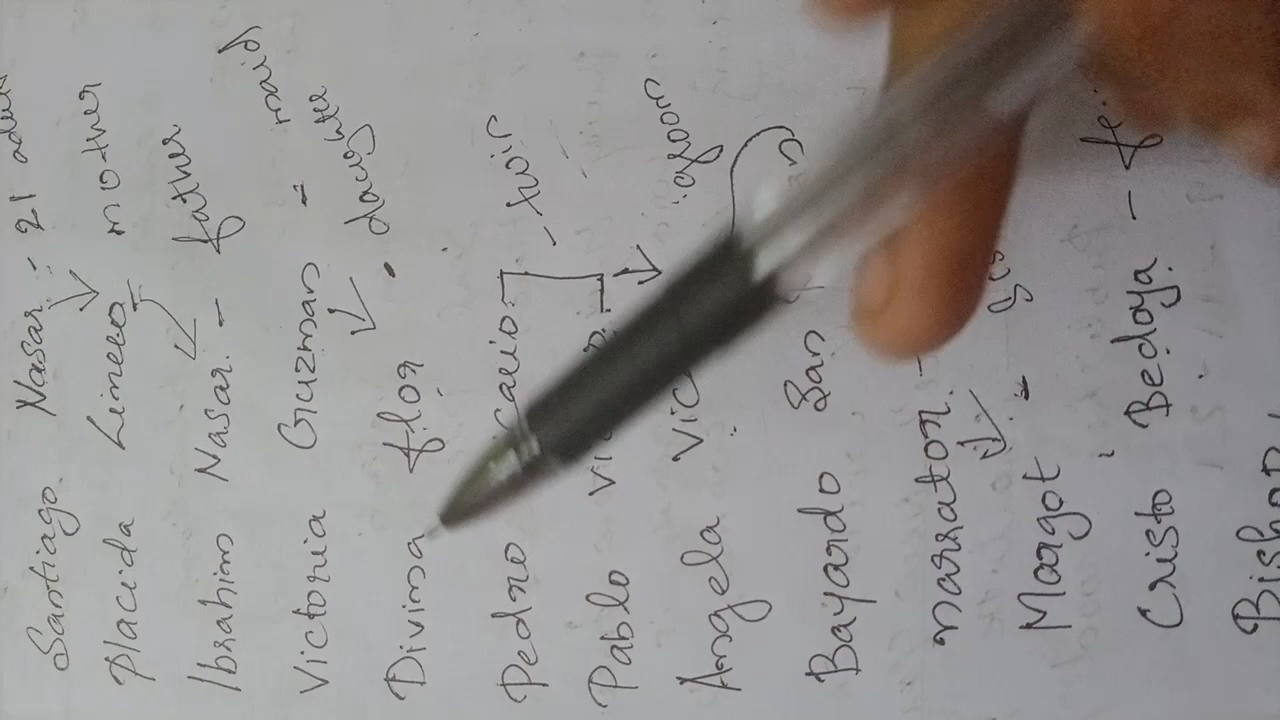 Santiago Nasar : 21
Placida Linero mother
Ibrahim Nasar. - father
Victoria Guzman - maid
Divina flor . daughter
Pedro - twin
Pablo
Angela Vic groom
Bayardo San
narrator. -
Margot -
Cristo Bedoya. -
Bishop